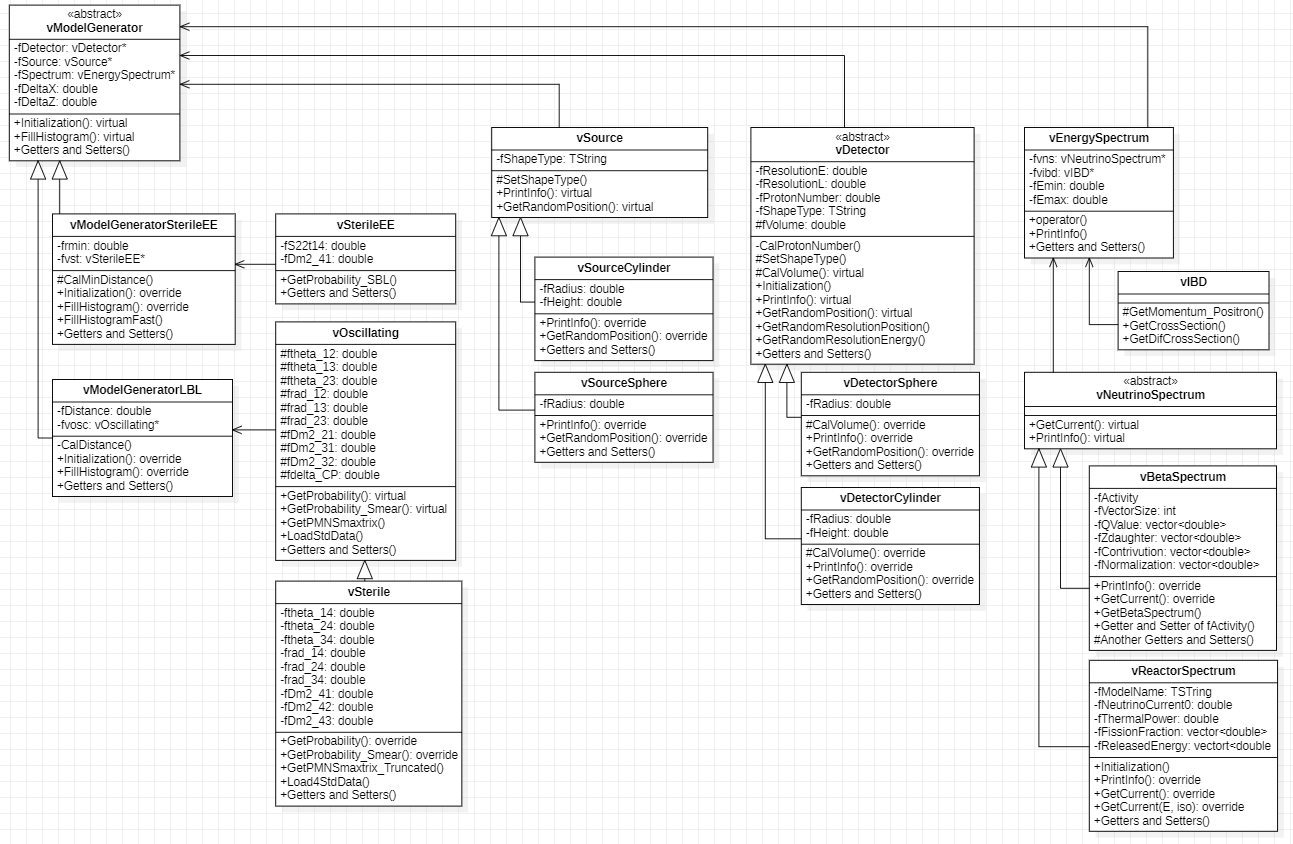 «abstract»
vModelGenerator
-fDetector: vDetector*
-fSource: vSource*
-fSpectrum: vEnergySpectrum*
-fDeltaX: double
-fDeltaZ: double
+Initialization(): virtual
+FillHistogram(): virtual
+Getters and Setters()
vModelGeneratorSterileEE
-frmin: double
-fvst: vSterileEE*
#CalMinDistance()
+Initialization(): override
+FillHistogram(): override
+FillHistogramFast()
+Getters and Setters()
vModelGeneratorLBL
-fDistance: double
-fvosc: vOscillating*
-CalDistance()
+Initialization(): override
+FillHistogram(): override
+Getters and Setters()
vSterileEE
-fS22t14: double
-fDm2_41: double
+GetProbability_SBL()
+Getters and Setters()
vOscillating
#ftheta_12: double
#ftheta_13: double
#ftheta_23: double
#frad_12: double
#frad_13: double
#frad_23: double
#fDm2_21: double
#fDm2_31: double
#fDm2_32: double
#fdelta_CP: double
+GetProbability(): virtual
+GetProbability_Smear(): virtual
+GetPMNSmaxtrix()
+LoadStdData()
+Getters and Setters()
vSterile
-ftheta_14: double
-ftheta_24: double
-ftheta_34: double
-frad_14: double
-frad_24: double
-frad_34: double
-fDm2_41: double
-fDm2_42: double
-fDm2_43: double
+GetProbability(): override
+GetProbability_Smear(): override
+GetPMNSmaxtrix_Truncated()
+Load4StdData()
+Getters and Setters()
vSource
-fShapeType: TString
#SetShapeType()
+PrintInfo(): virtual
+GetRandomPosition(): virtual
vSourceCylinder
-fRadius: double
-fHeight: double
+PrintInfo(): override
+GetRandomPosition(): override
+Getters and Setters()
vSourceSphere
-fRadius: double
+PrintInfo(): override
+GetRandomPosition(): override
+Getters and Setters()
«abstract»
vDetector
-fResolutionE: double
-fResolutionL: double
-fProtonNumber: double
-fShapeType: TString
#fVolume: double
-CalProtonNumber()
#SetShapeType()
#CalVolume(): virtual
+Initialization()
+PrintInfo(): virtual
+GetRandomPosition(): virtual
+GetRandomResolutionPosition()
+GetRandomResolutionEnergy()
+Getters and Setters()
vDetectorSphere
-fRadius: double
#CalVolume(): override
+PrintInfo(): override
+GetRandomPosition(): override
+Getters and Setters()
vDetectorCylinder
-fRadius: double
-fHeight: double
#CalVolume(): override
+PrintInfo(): override
+GetRandomPosition(): override
+Getters and Setters()
vEnergySpectrum
-fvns: vNeutrinoSpectrum*
-fvibd: vIBD*
-fEmin: double
-fEmax: double
+operator()
+PrintInfo()
+Getters and Setters()
vIBD
#GetMomentum_Positron()
+GetCrossSection()
+GetDifCrossSection()
«abstract»
vNeutrinoSpectrum
+GetCurrent(): virtual
+PrintInfo(): virtual
vBetaSpectrum
-fActivity
-fVectorSize: int
-fQValue: vector<double>
-fZdaughter: vector<double>
-fContrivution: vector<double>
-fNormalization: vector<double>
+PrintInfo(): override
+GetCurrent(): override
+GetBetaSpectrum()
+Getter and Setter of fActivity()
#Another Getters and Setters()
vReactorSpectrum
-fModelName: TSTring
-fNeutrinoCurrent0: double
-fThermalPower: double
-fFissionFraction: vector<double>
-fReleasedEnergy: vectort<double
+Initialization()
+PrintInfo(): override
+GetCurrent(): override
+GetCurrent(E, iso): override
+Getters and Setters()